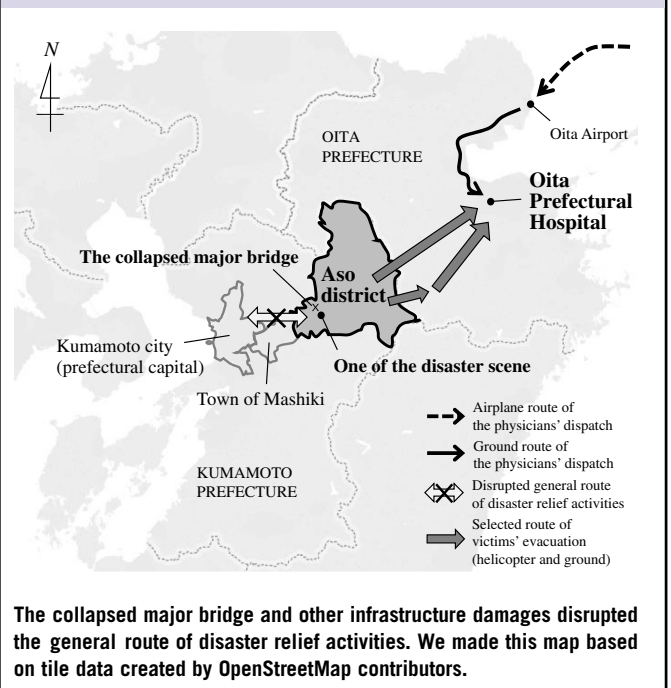 N
Oita Airport
OITA
PREFECTURE
Oita
Prefectural
Hospital
The collapsed major bridge
Aso
district
Kumamoto city
(prefectural capital)
One of the disaster scene
Town of Mashiki
KUMAMOTO
PREFECTURE
Airplane route of
the physicians’ dispatch
Ground route of
the physicians’ dispatch
Disrupted general route
of disaster relief activities
Selected route of
victims’ evacuation
(helicopter and ground)
The collapsed major bridge and other infrastructure damages disrupted
the general route of disaster relief activities. We made this map based
on tile data created by OpenStreetMap contributors.